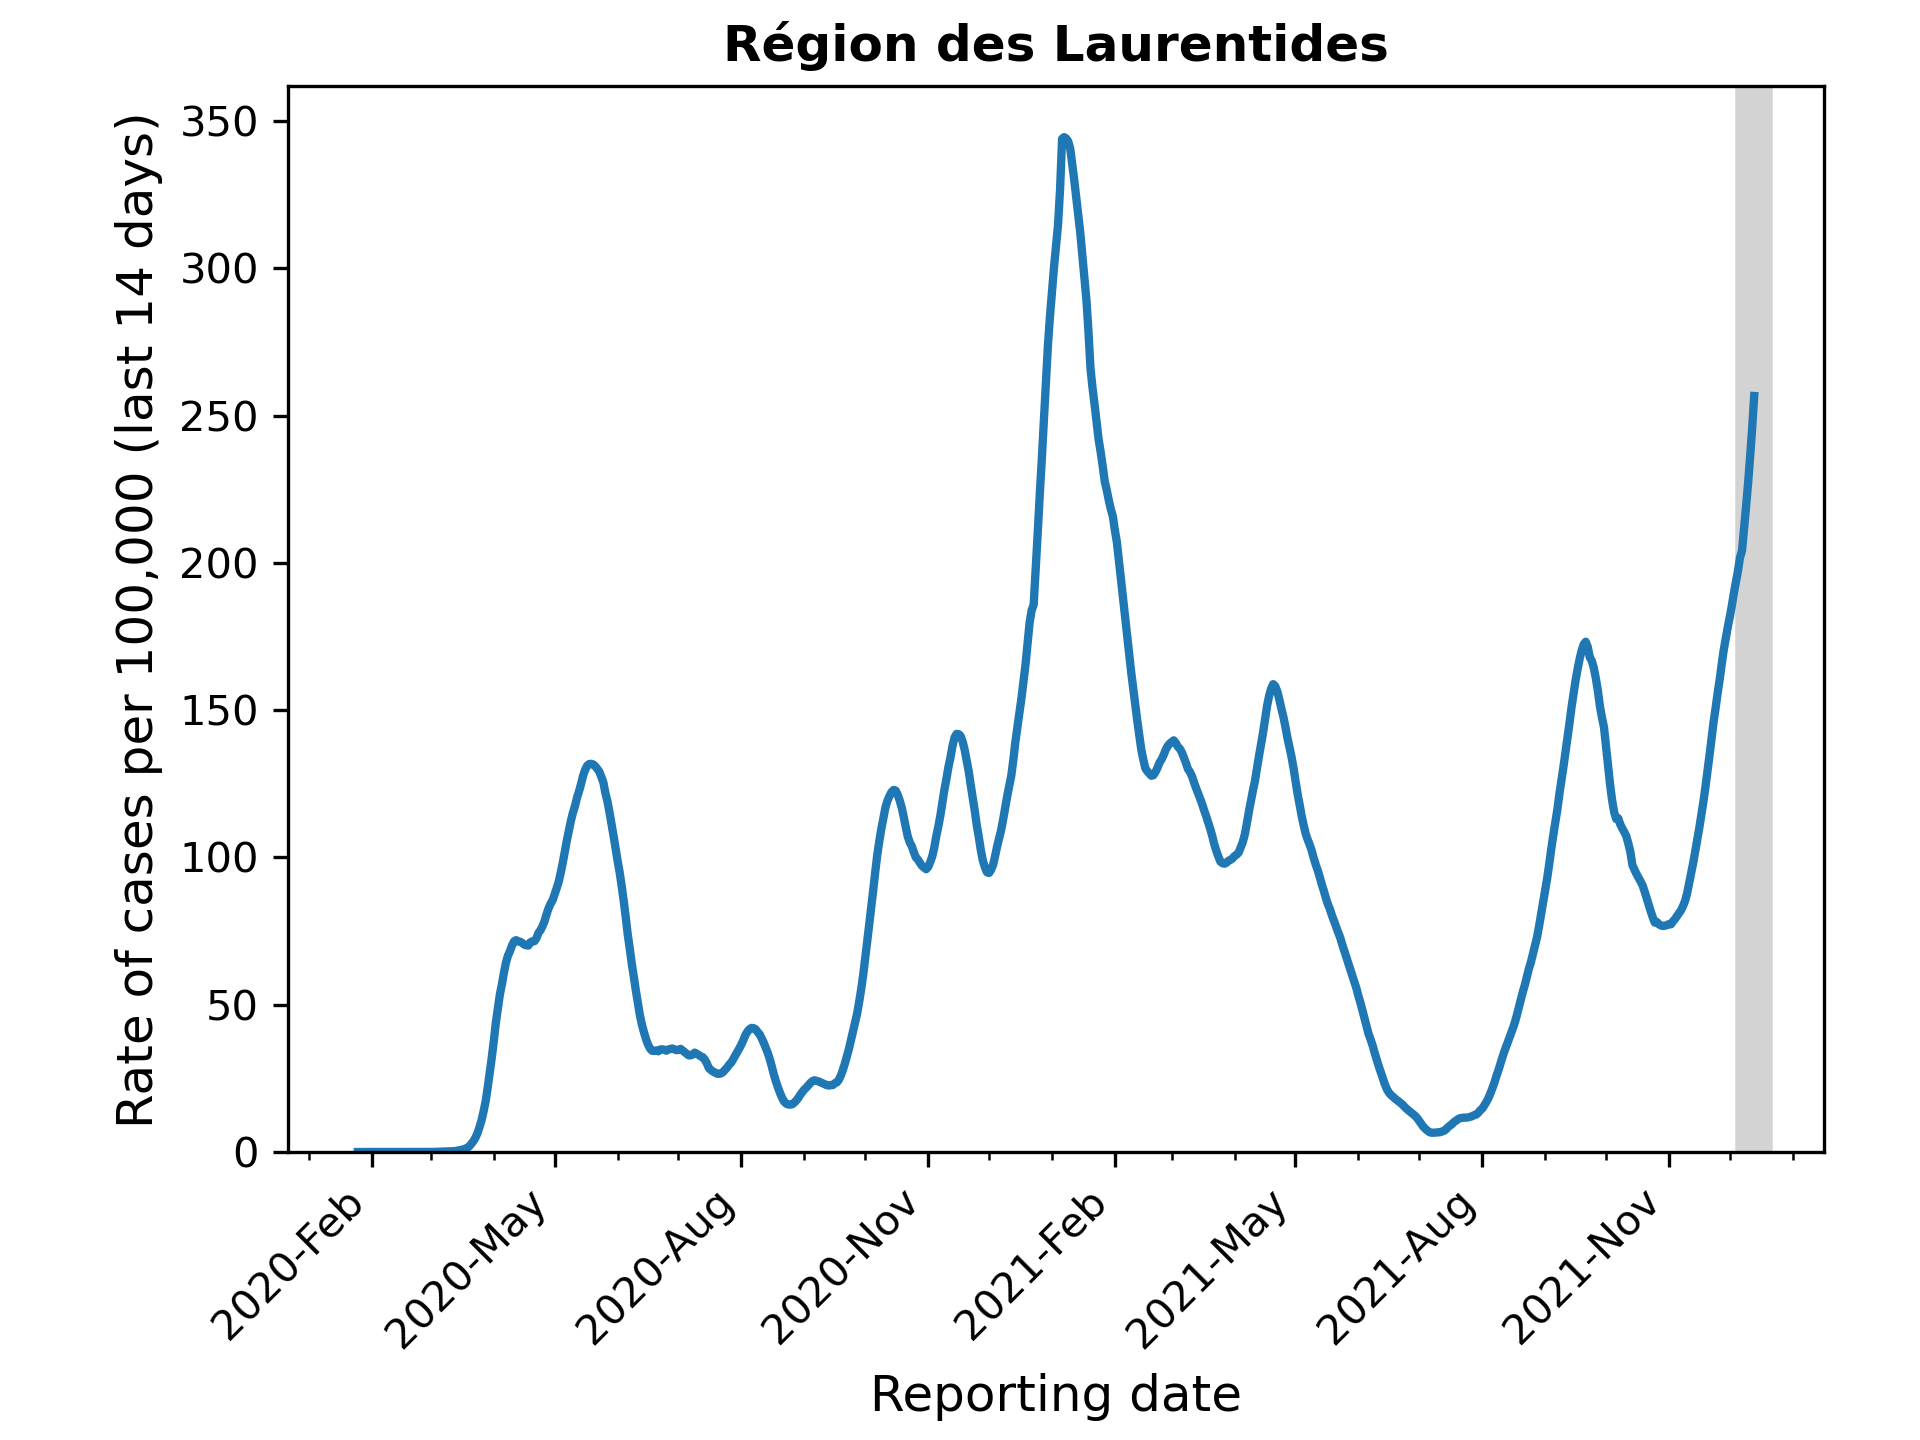 Région des Laurentides
Rate of cases per 100,000 (last 14 days)
350
300
250
200
150
100
50
0
2020-Feb
2020-May
2020-Aug
2020-Nov
2021-Feb
2021-May
2021-Aug
2021-Nov
Reporting date